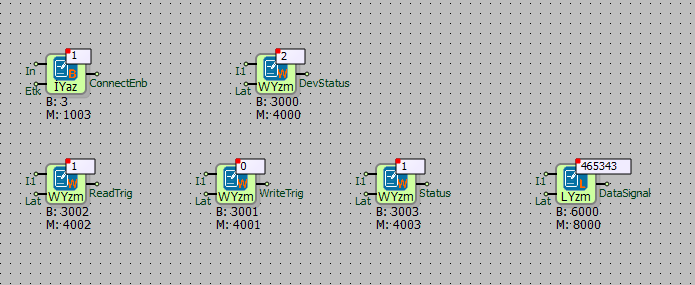 1
In
B
ConnectEnb
Etk
IYaz
B: 3
M: 1003
2
I1
W
DevStatus
Lat
WYzm
B: 3000
M: 4000
1
I1
W
ReadTrig
Lat
WYzm
B: 3002
M: 4002
0
I1
W
WriteTrig
Lat
WYzm
B: 3001
M: 4001
1
I1
W
Status
Lat
WYzm
B: 3003
M: 4003
465343
I1
L
DataSignal
Lat
LYzm
B: 6000
M: 8000